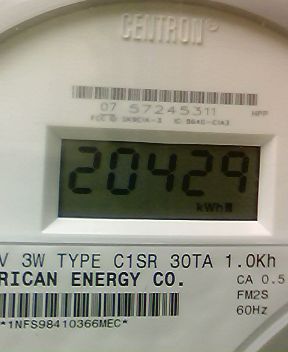 CENTRON®
07 57245311
20429
kWh
V 3W TYPE C1SR 30TA 1.0Kh
RICAN ENERGY CO.
CA 0.5
FM2S
60Hz
*1NFS98410366MEC*